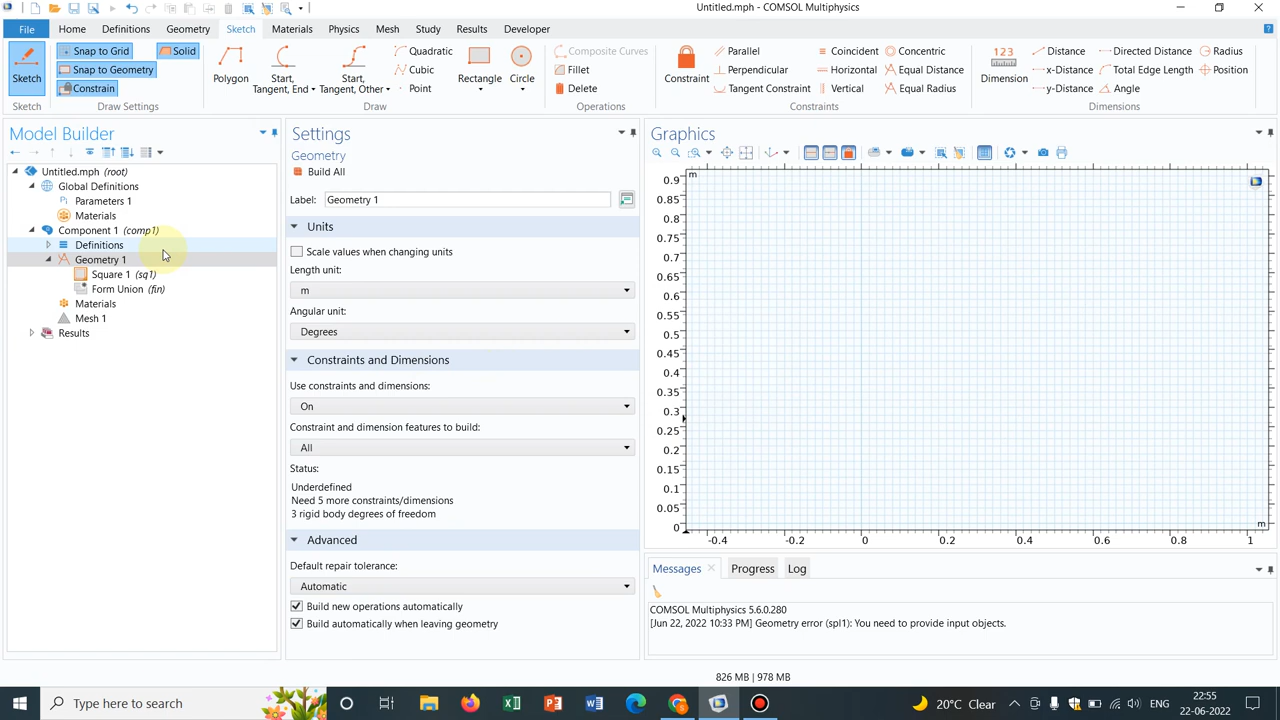 Untitled.mph - COMSOL Multiphysics
File Home Definitions Geometry Sketch Materials Physics Mesh Study Results Developer
Sketch
Snap to Grid
Solid
Snap to Geometry
Constrain
Polygon
Start, Tangent, End
Start, Tangent, Other
Quadratic
Cubic
Point
Rectangle
Circle
Composite Curves
Fillet
Delete
Constraint
Parallel
Perpendicular
Tangent Constraint
Coincident
Horizontal
Vertical
Concentric
Equal Distance
Equal Radius
123
Dimension
Distance
x-Distance
y-Distance
Directed Distance
Total Edge Length
Angle
Radius
Position
Sketch Draw Settings Draw Operations Constraints Dimensions
Model Builder
Untitled.mph (root)
Global Definitions
Pi Parameters 1
Materials
Component 1 (comp1)
Definitions
Geometry 1
Square 1 (sq1)
Form Union (fin)
Materials
Mesh 1
Results
Settings
Geometry
Build All
Label: Geometry 1
Units
Scale values when changing units
Length unit:
m
Angular unit:
Degrees
Constraints and Dimensions
Use constraints and dimensions:
On
Constraint and dimension features to build:
All
Status:
Underdefined
Need 5 more constraints/dimensions
3 rigid body degrees of freedom
Advanced
Default repair tolerance:
Automatic
Build new operations automatically
Build automatically when leaving geometry
Graphics
m
0.9
0.85
0.8
0.75
0.7
0.65
0.6
0.55
0.5
0.45
0.4
0.35
0.3
0.25
0.2
0.15
0.1
0.05
0
m
-0.4 -0.2 0 0.2 0.4 0.6 0.8 1
Messages Progress Log
COMSOL Multiphysics 5.6.0.280
[Jun 22, 2022 10:33 PM] Geometry error (spl1): You need to provide input objects.
826 MB | 978 MB
Type here to search
20°C Clear
ENG
22:55
22-06-2022